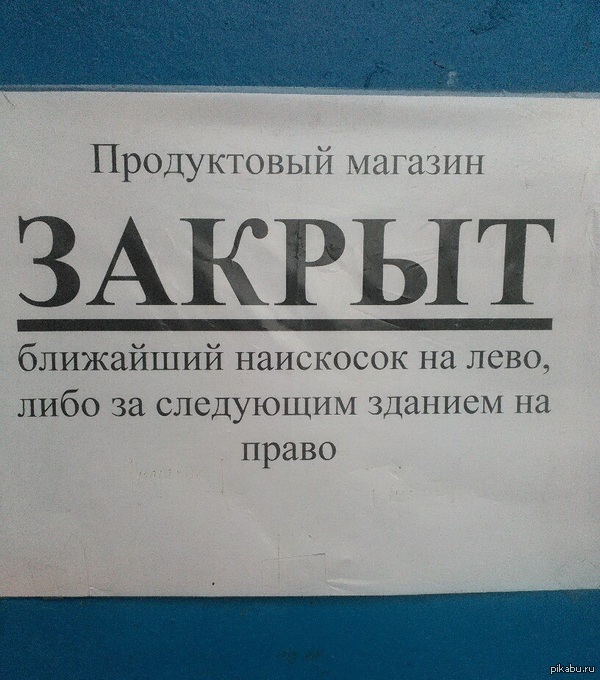 Продуктовый магазин
ЗАКРЫТ
ближайший наискосок на лево,
либо за следующим зданием на
право
pikabu.ru